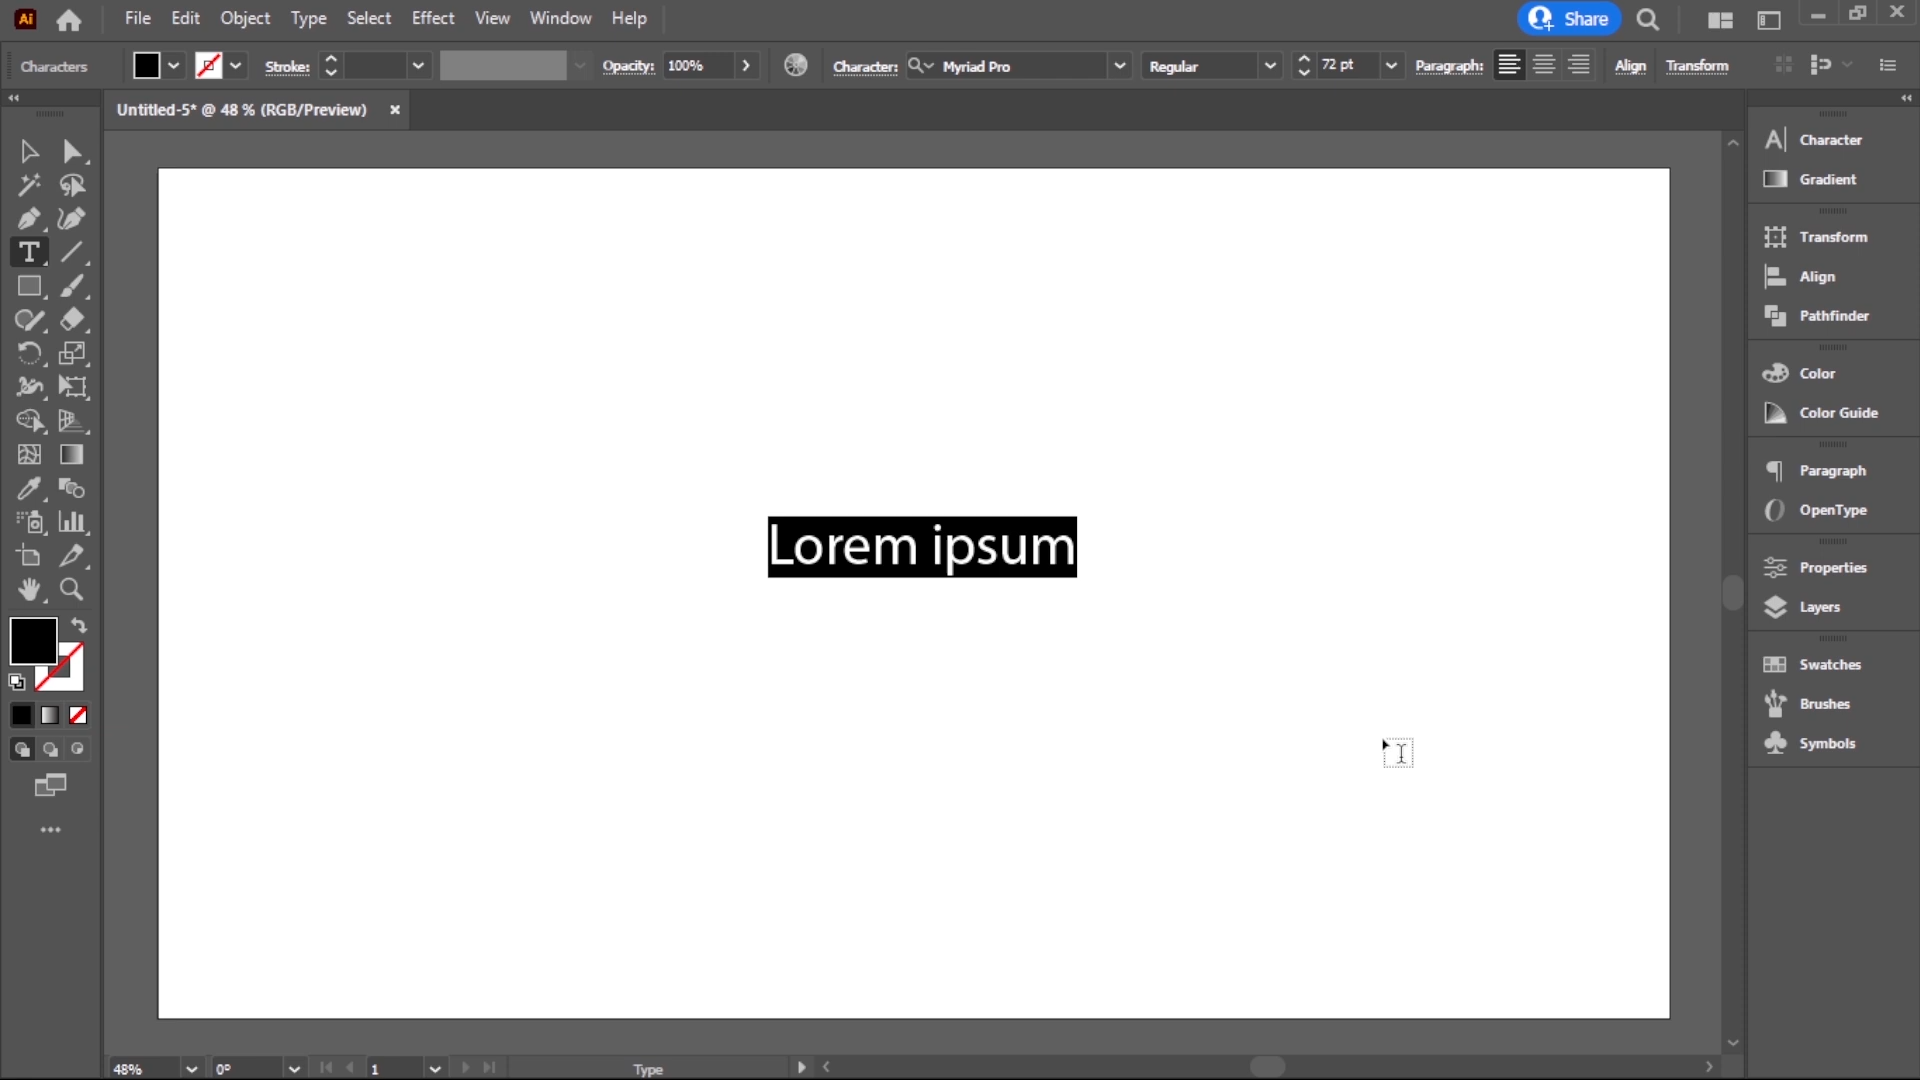 Ai File Edit Object Type Select Effect View Window Help Share
Characters Stroke: Opacity: 100% Character: Myriad Pro Regular 72 pt Paragraph: Align Transform
Untitled-5* @ 48 % (RGB/Preview)
Character
Gradient
Transform
Align
Pathfinder
Color
Color Guide
Paragraph
OpenType
Properties
Layers
Swatches
Brushes
Symbols
Lorem ipsum
48% 0° 1 Type